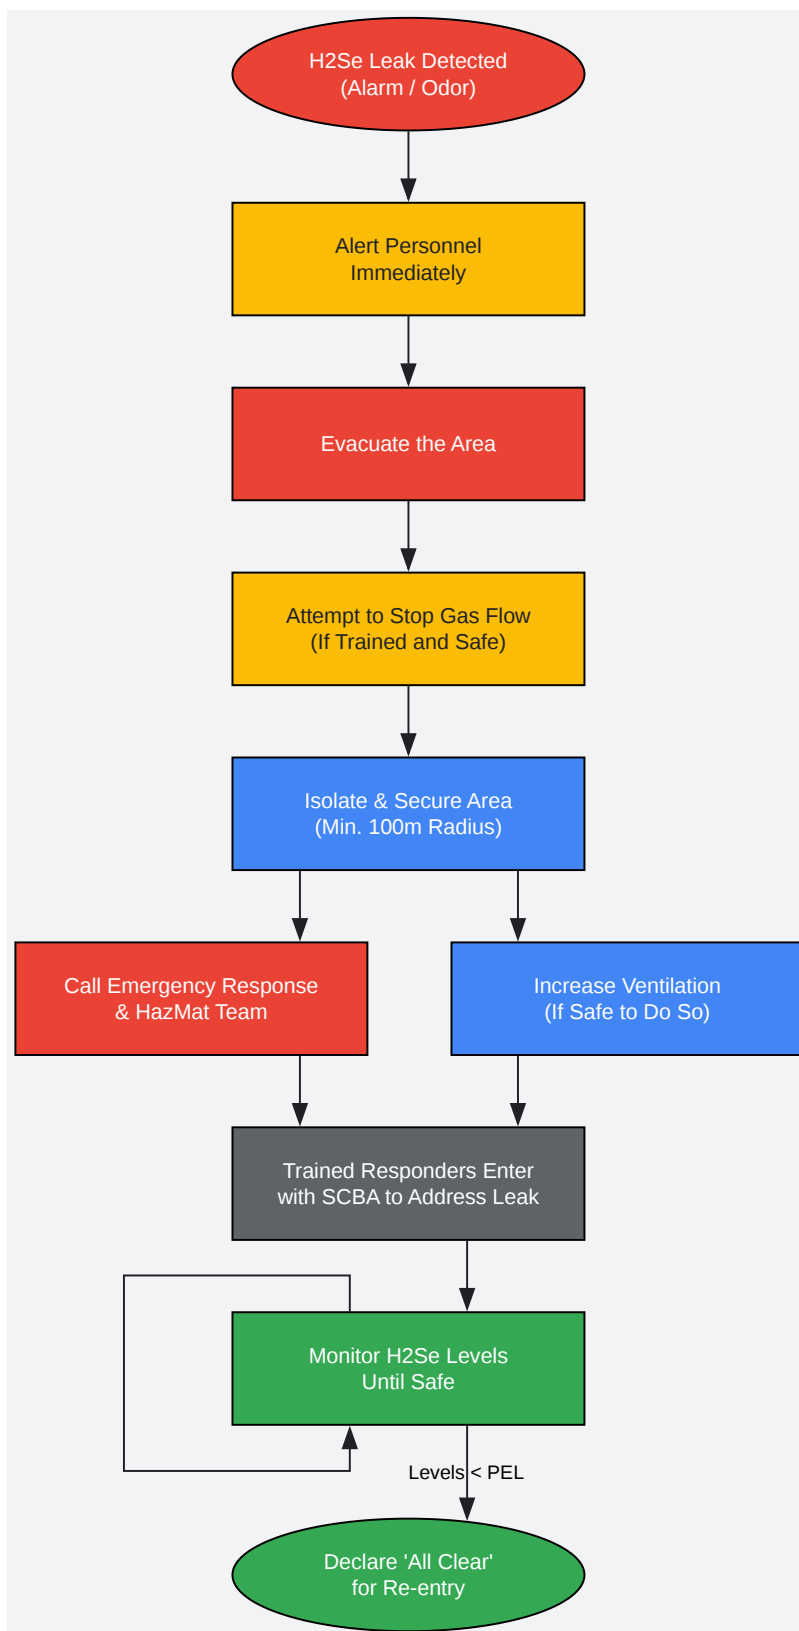 H2Se Leak Detected
(Alarm / Odor)
Alert Personnel
Immediately
Evacuate the Area
Attempt to Stop Gas Flow
(If Trained and Safe)
Isolate & Secure Area
(Min. 100m Radius)
Call Emergency Response
& HazMat Team
Increase Ventilation
(If Safe to Do So)
Trained Responders Enter
with SCBA to Address Leak
Monitor H2Se Levels
Until Safe
Levels < PEL
Declare 'All Clear'
for Re-entry